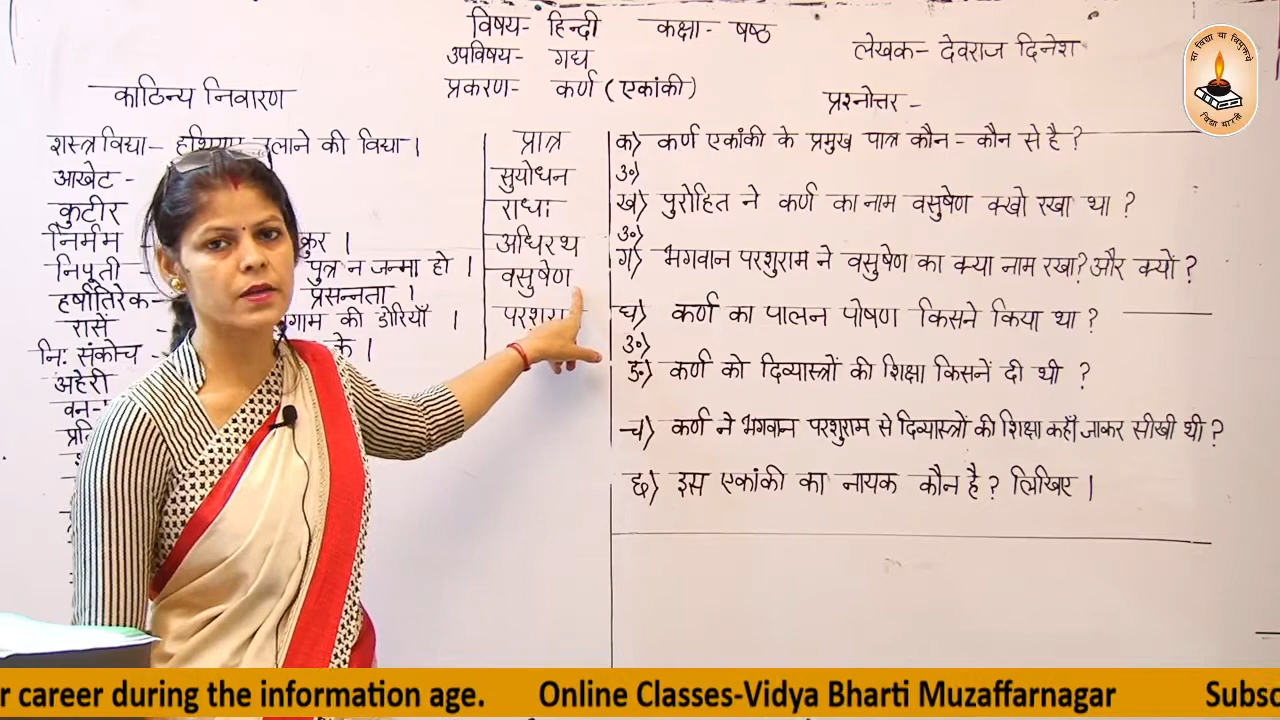 विषय- हिन्दी कक्षा- षष्ठ
उपविषय- गद्य
लेखक- देवराज दिनेश
प्रकरण- कर्ण (एकांकी)
सा विद्या या विमुक्तये
विद्या भारती
काठिन्य निवारण
शस्त्र विद्या- चलाने की विद्या।
आखेट -
कुटीर
निर्मम -
निपूती - पुत्र न जन्मा हो ।
हर्षातिरेक- प्रसन्नता ।
रासें - की डोरियाँ ।
नि: संकोच - के ।
अहेरी
पात्र
सुयोधन
राधा
अधिरथ
वसुषेण
प्रश्नोत्तर -
क) कर्ण एकांकी के प्रमुख पात्र कौन - कौन से है ?
उ०)
ख) पुरोहित ने कर्ण का नाम वसुषेण क्यो रखा था ?
उ०)
ग) भगवान परशुराम ने वसुषेण का क्या नाम रखा? और क्यों ?
घ) कर्ण का पालन पोषण किसने किया था ?
उ०)
ङ) कर्ण को दिव्यास्त्रों की शिक्षा किसनें दी थी ?
च) कर्ण ने भगवान परशुराम से दिव्यास्त्रों की शिक्षा कहाँ जाकर सीखी थी ?
छ) इस एकांकी का नायक कौन है ? लिखिए ।
r career during the information age. Online Classes-Vidya Bharti Muzaffarnagar Subsc